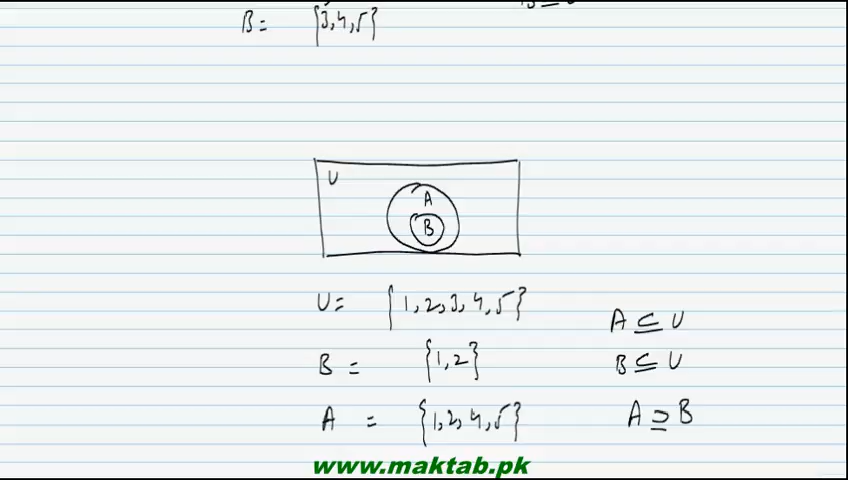 B = {3,4,5}
U
A
B
U = {1,2,3,4,5}
A ⊆ U
B = {1,2}
B ⊆ U
A = {1,2,4,5}
A ⊇ B
www.maktab.pk